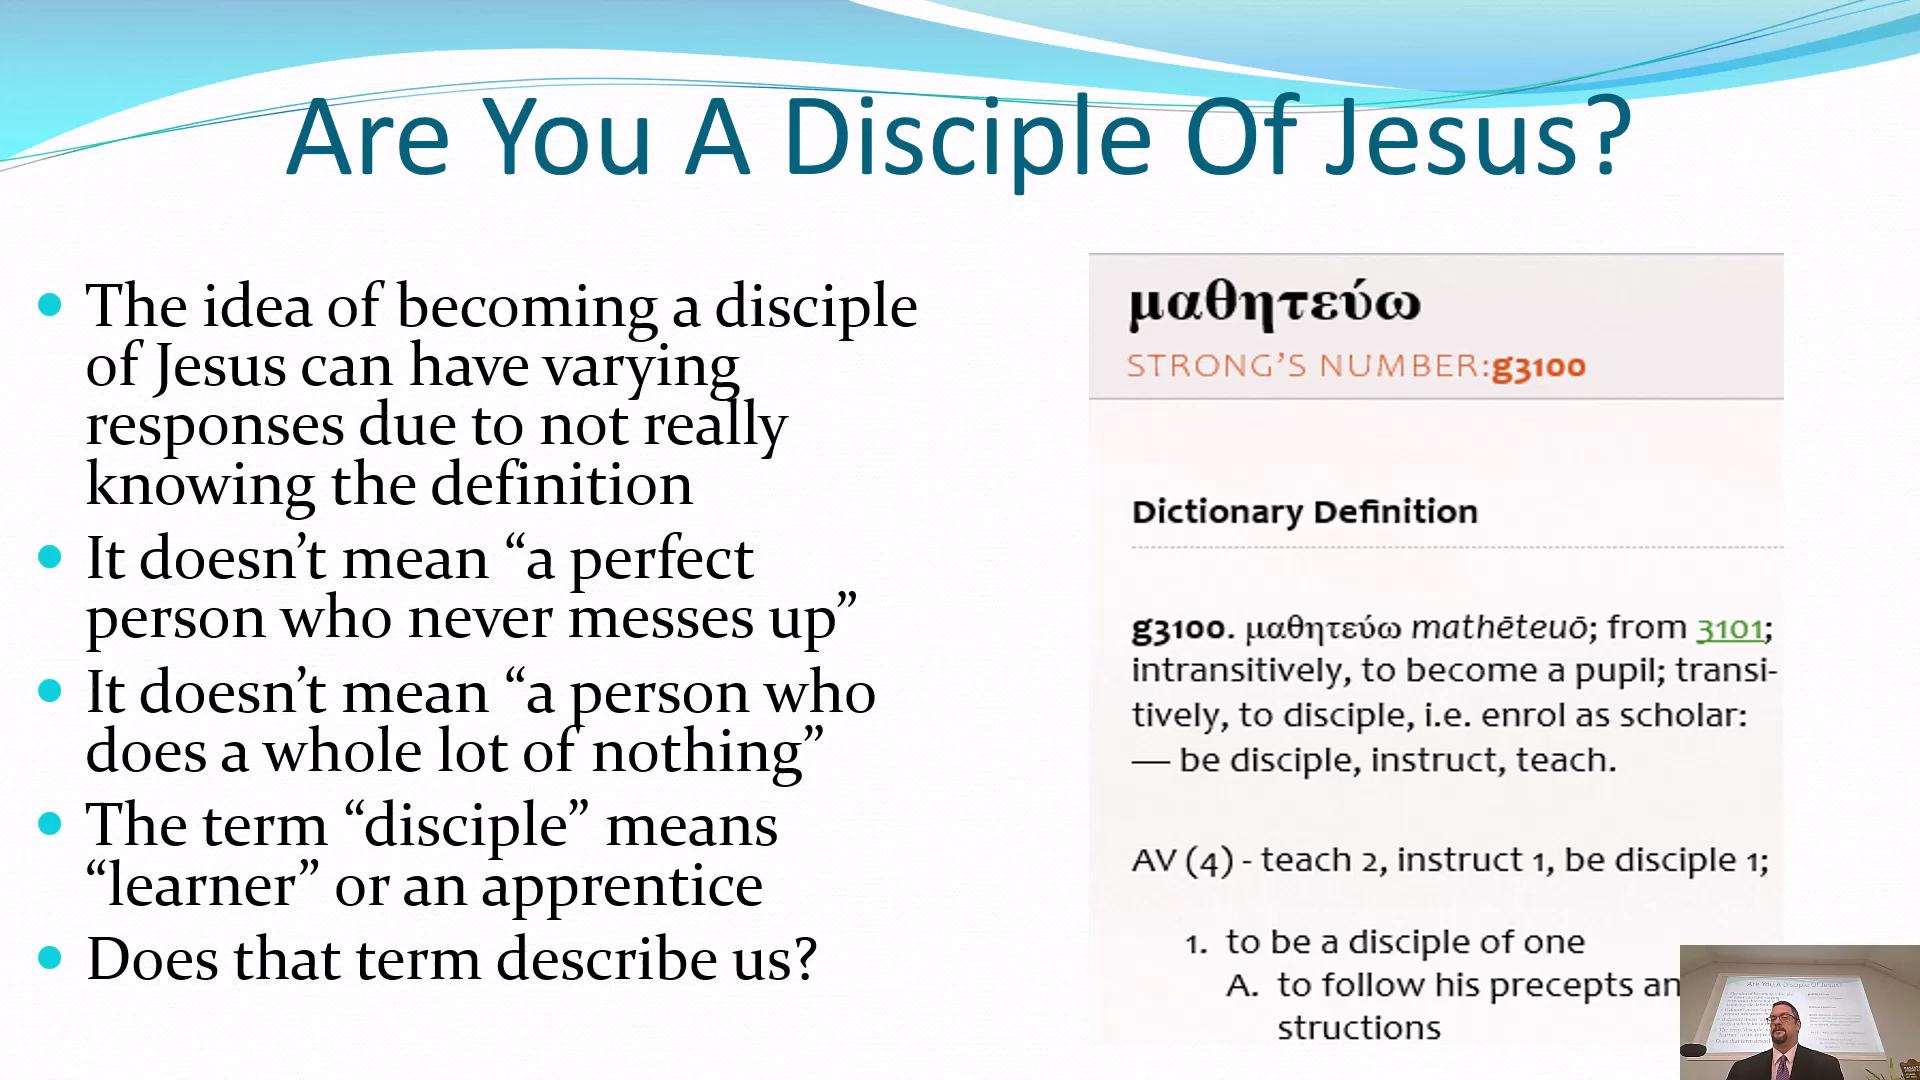 Are You A Disciple Of Jesus?
The idea of becoming a disciple
of Jesus can have varying
responses due to not really
knowing the definition
It doesn’t mean “a perfect
person who never messes up”
It doesn’t mean “a person who
does a whole lot of nothing”
The term “disciple” means
“learner” or an apprentice
Does that term describe us?
μαθητεύω
STRONG’S NUMBER:g3100
Dictionary Definition
g3100. μαθητεύω mathēteuō; from 3101;
intransitively, to become a pupil; transi-
tively, to disciple, i.e. enrol as scholar:
— be disciple, instruct, teach.
AV (4) - teach 2, instruct 1, be disciple 1;
1. to be a disciple of one
A. to follow his precepts an
structions
Are You A Disciple Of Jesus?